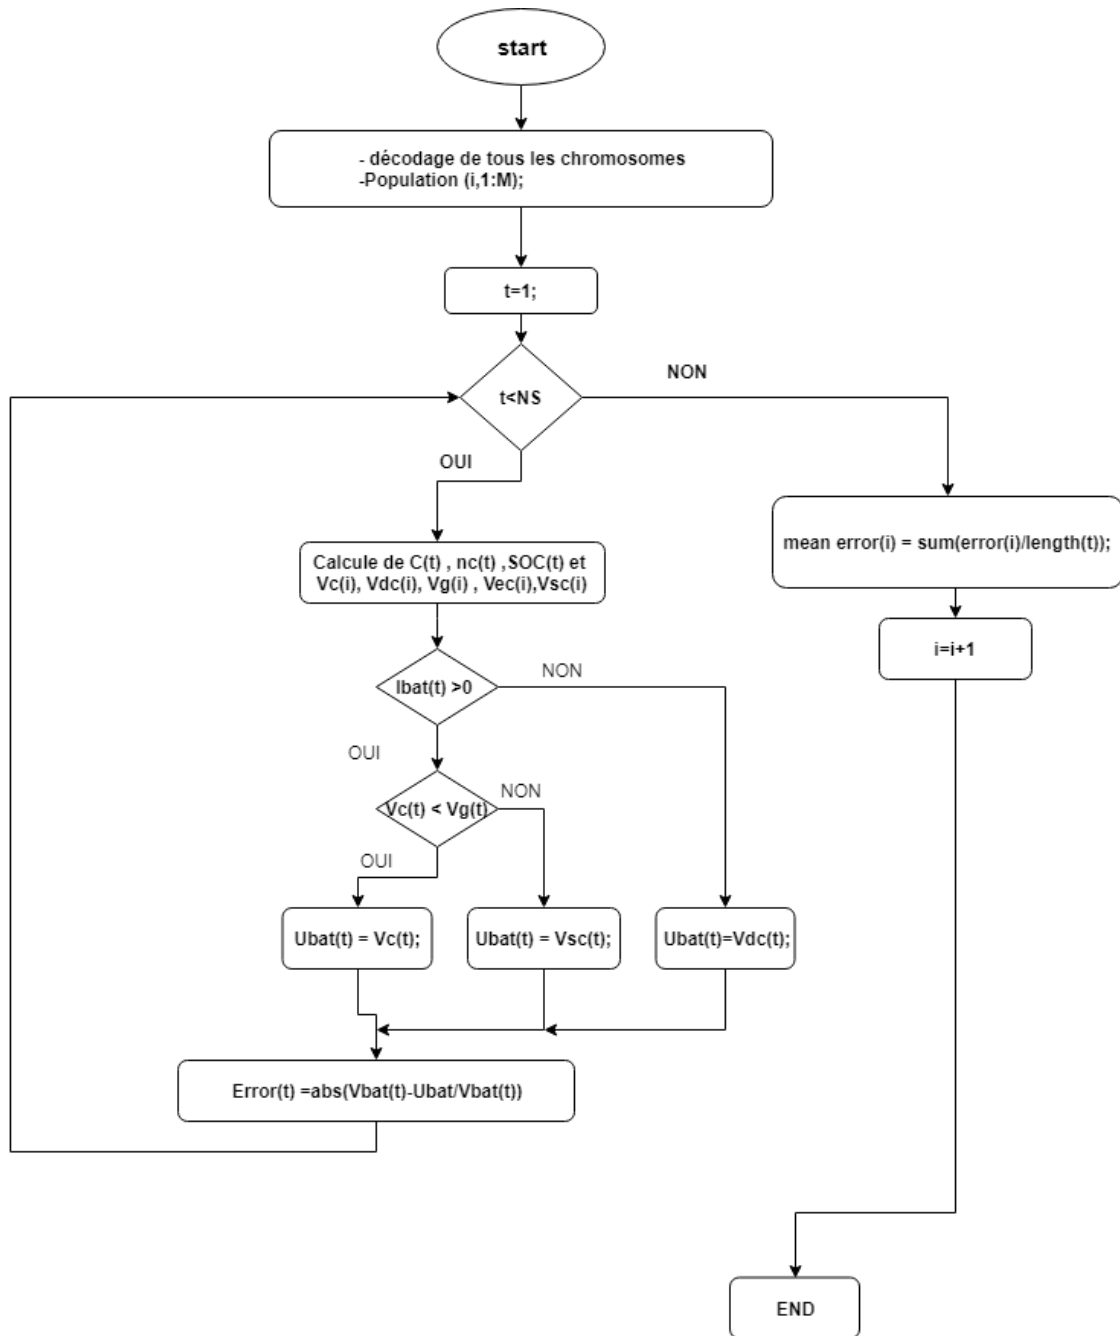 start
- décodage de tous les chromosomes
-Population (i,1:M);
t=1;
t<NS
NON
OUI
mean error(i) = sum(error(i)/length(t));
Calcule de C(t) , nc(t) ,SOC(t) et
Vc(i), Vdc(i), Vg(i) , Vec(i),Vsc(i)
i=i+1
Ibat(t) >0
NON
OUI
Vc(t) < Vg(t)
NON
OUI
Ubat(t) = Vc(t);
Ubat(t) = Vsc(t);
Ubat(t)=Vdc(t);
Error(t) =abs(Vbat(t)-Ubat/Vbat(t))
END